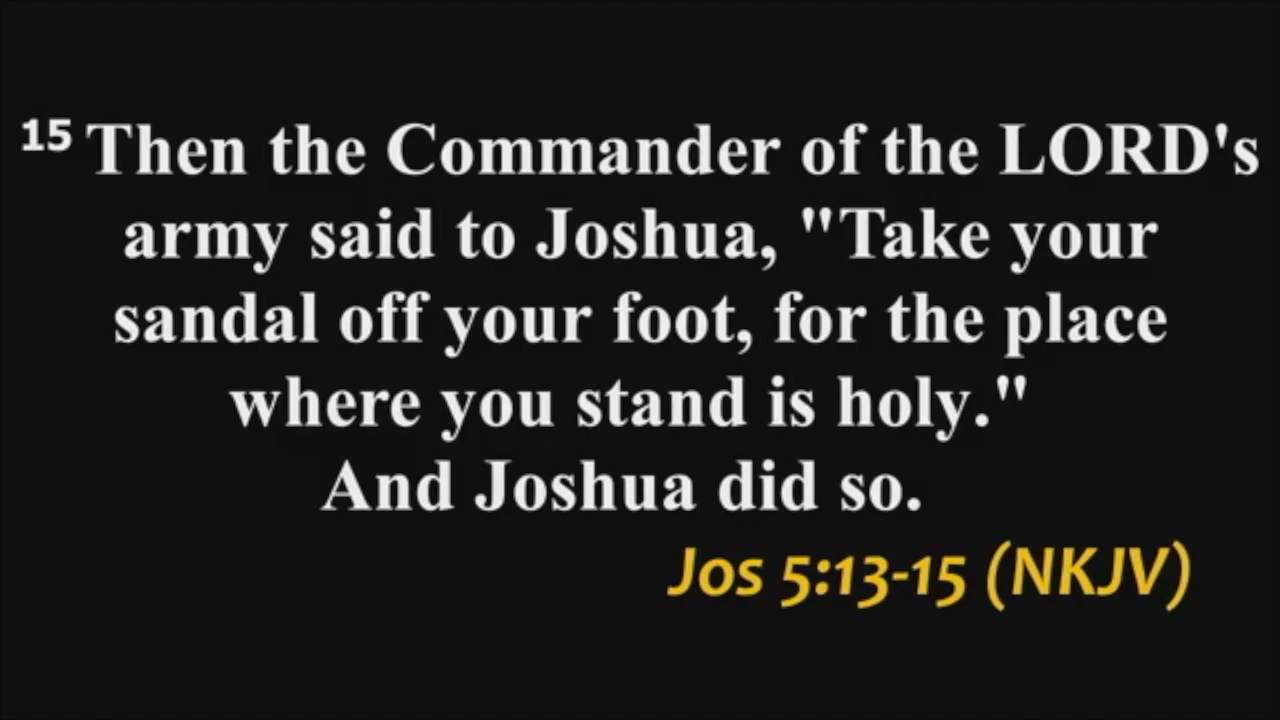 15 Then the Commander of the LORD's
army said to Joshua, "Take your
sandal off your foot, for the place
where you stand is holy."
And Joshua did so.
Jos 5:13-15 (NKJV)